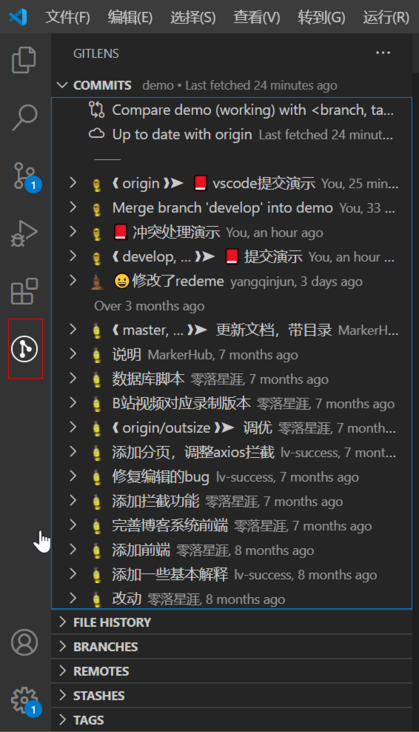 文件(F) 编辑(E) 选择(S) 查看(V) 转到(G) 运行(R)
GITLENS
COMMITS demo • Last fetched 24 minutes ago
Compare demo (working) with <branch, ta...
Up to date with origin Last fetched 24 minut...
❨ origin ❩➤ 📕 vscode提交演示 You, 25 min...
Merge branch 'develop' into demo You, 33 ...
📕 冲突处理演示 You, an hour ago
❨ develop, ... ❩➤ 📕 提交演示 You, an hour ...
😀修改了redeme yangqinjun, 3 days ago
Over 3 months ago
❨ master, ... ❩➤ 更新文档，带目录 MarkerH...
说明 MarkerHub, 7 months ago
数据库脚本 零落星涯, 7 months ago
B站视频对应录制版本 零落星涯, 7 months ago
❨ origin/outsize ❩➤ 调优 零落星涯, 7 mont...
添加分页，调整axios拦截 lv-success, 7 month...
修复编辑的bug lv-success, 7 months ago
添加拦截功能 零落星涯, 7 months ago
完善博客系统前端 零落星涯, 7 months ago
添加前端 零落星涯, 8 months ago
添加一些基本解释 lv-success, 8 months ago
改动 零落星涯, 8 months ago
1
FILE HISTORY
BRANCHES
REMOTES
STASHES
TAGS
1